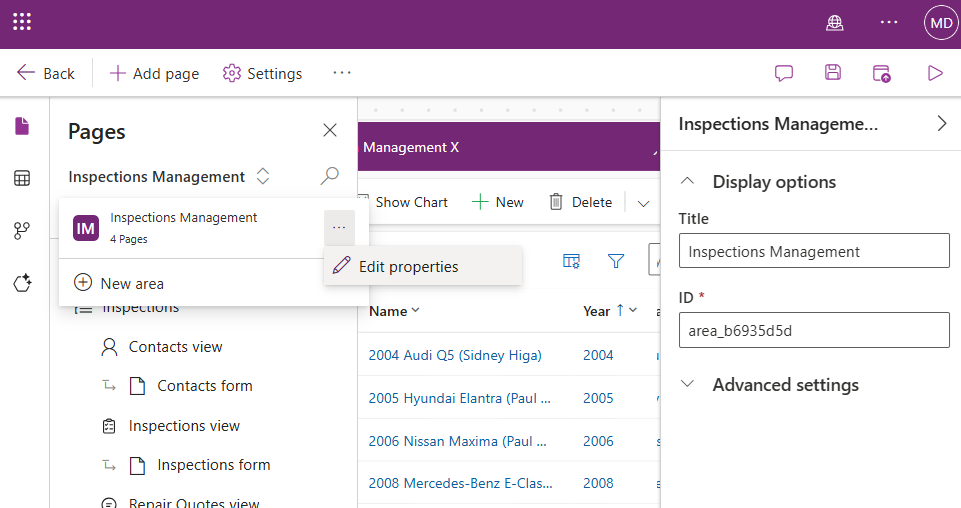 MD
Back
Add page
Settings
Pages
Inspections Management
IM
Inspections Management
4 Pages
Edit properties
New area
Inspections
Contacts view
Contacts form
Inspections view
Inspections form
Repair Quotes view
Management X
Show Chart
New
Delete
Name
Year
2004 Audi Q5 (Sidney Higa)
2004
2005 Hyundai Elantra (Paul ...
2005
2006 Nissan Maxima (Paul ...
2006
2008 Mercedes-Benz E-Clas...
2008
Inspections Manageme...
Display options
Title
Inspections Management
ID *
area_b6935d5d
Advanced settings